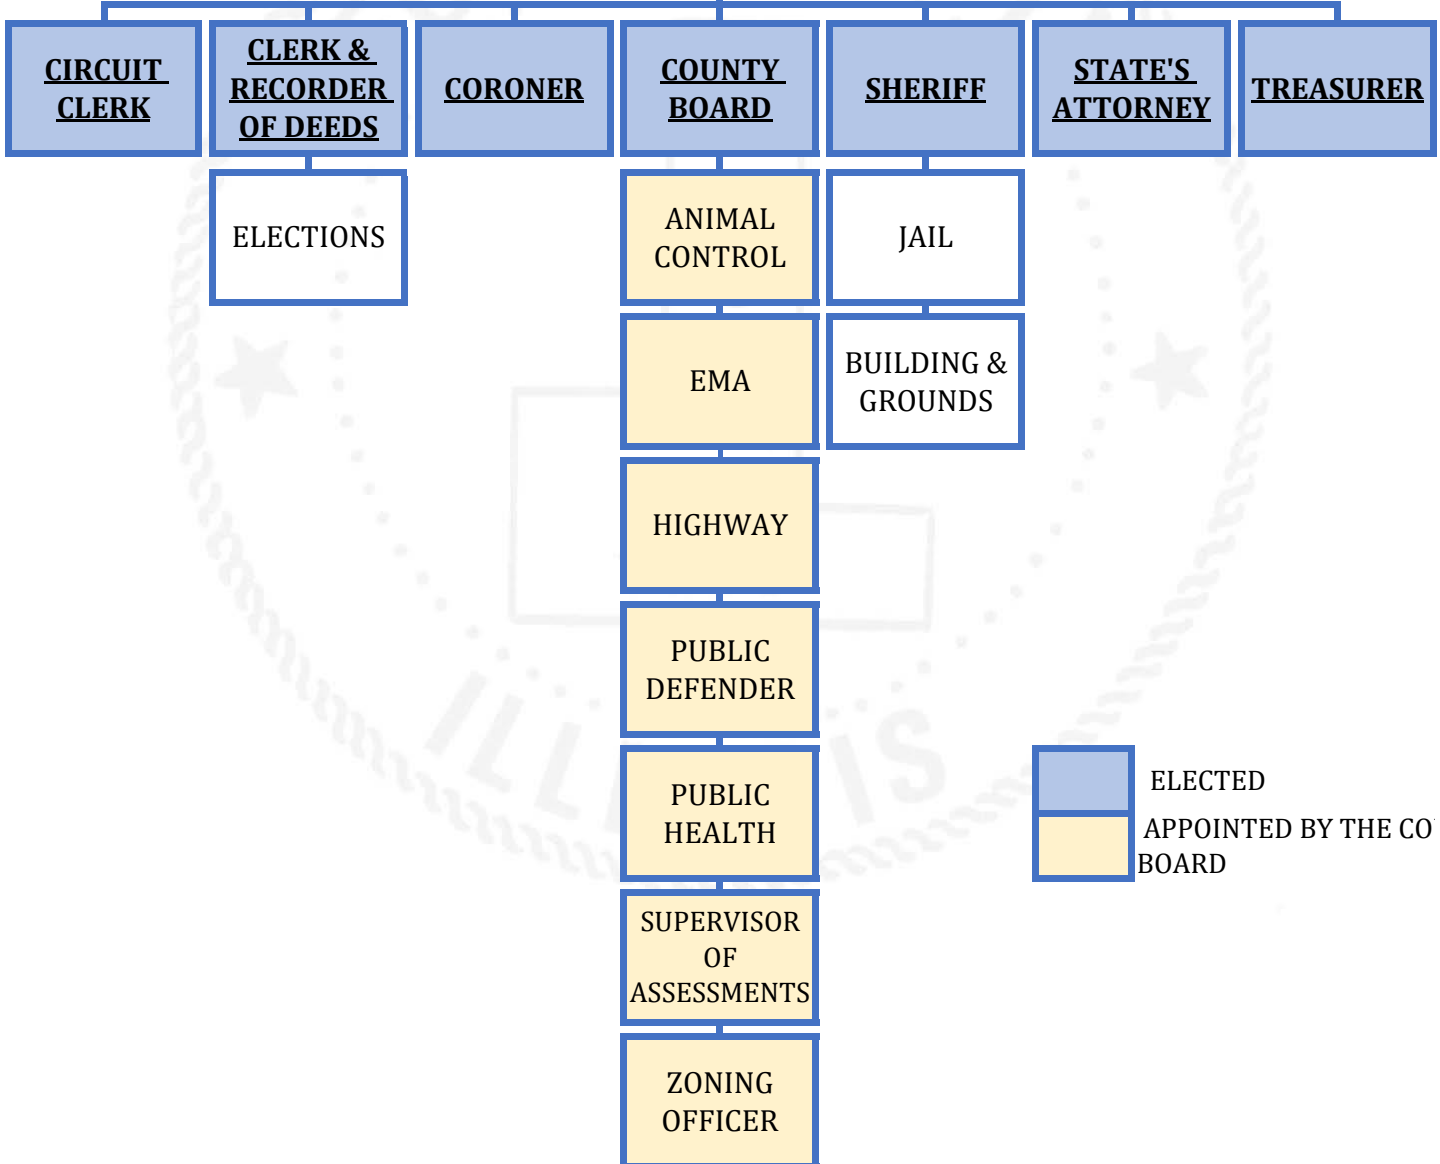 CIRCUIT
CLERK
CLERK &
RECORDER
OF DEEDS
CORONER
COUNTY
BOARD
SHERIFF
STATE'S
ATTORNEY
TREASURER
ELECTIONS
ANIMAL
CONTROL
JAIL
EMA
BUILDING &
GROUNDS
HIGHWAY
PUBLIC
DEFENDER
PUBLIC
HEALTH
SUPERVISOR
OF
ASSESSMENTS
ZONING
OFFICER
ELECTED
APPOINTED BY THE CO
BOARD